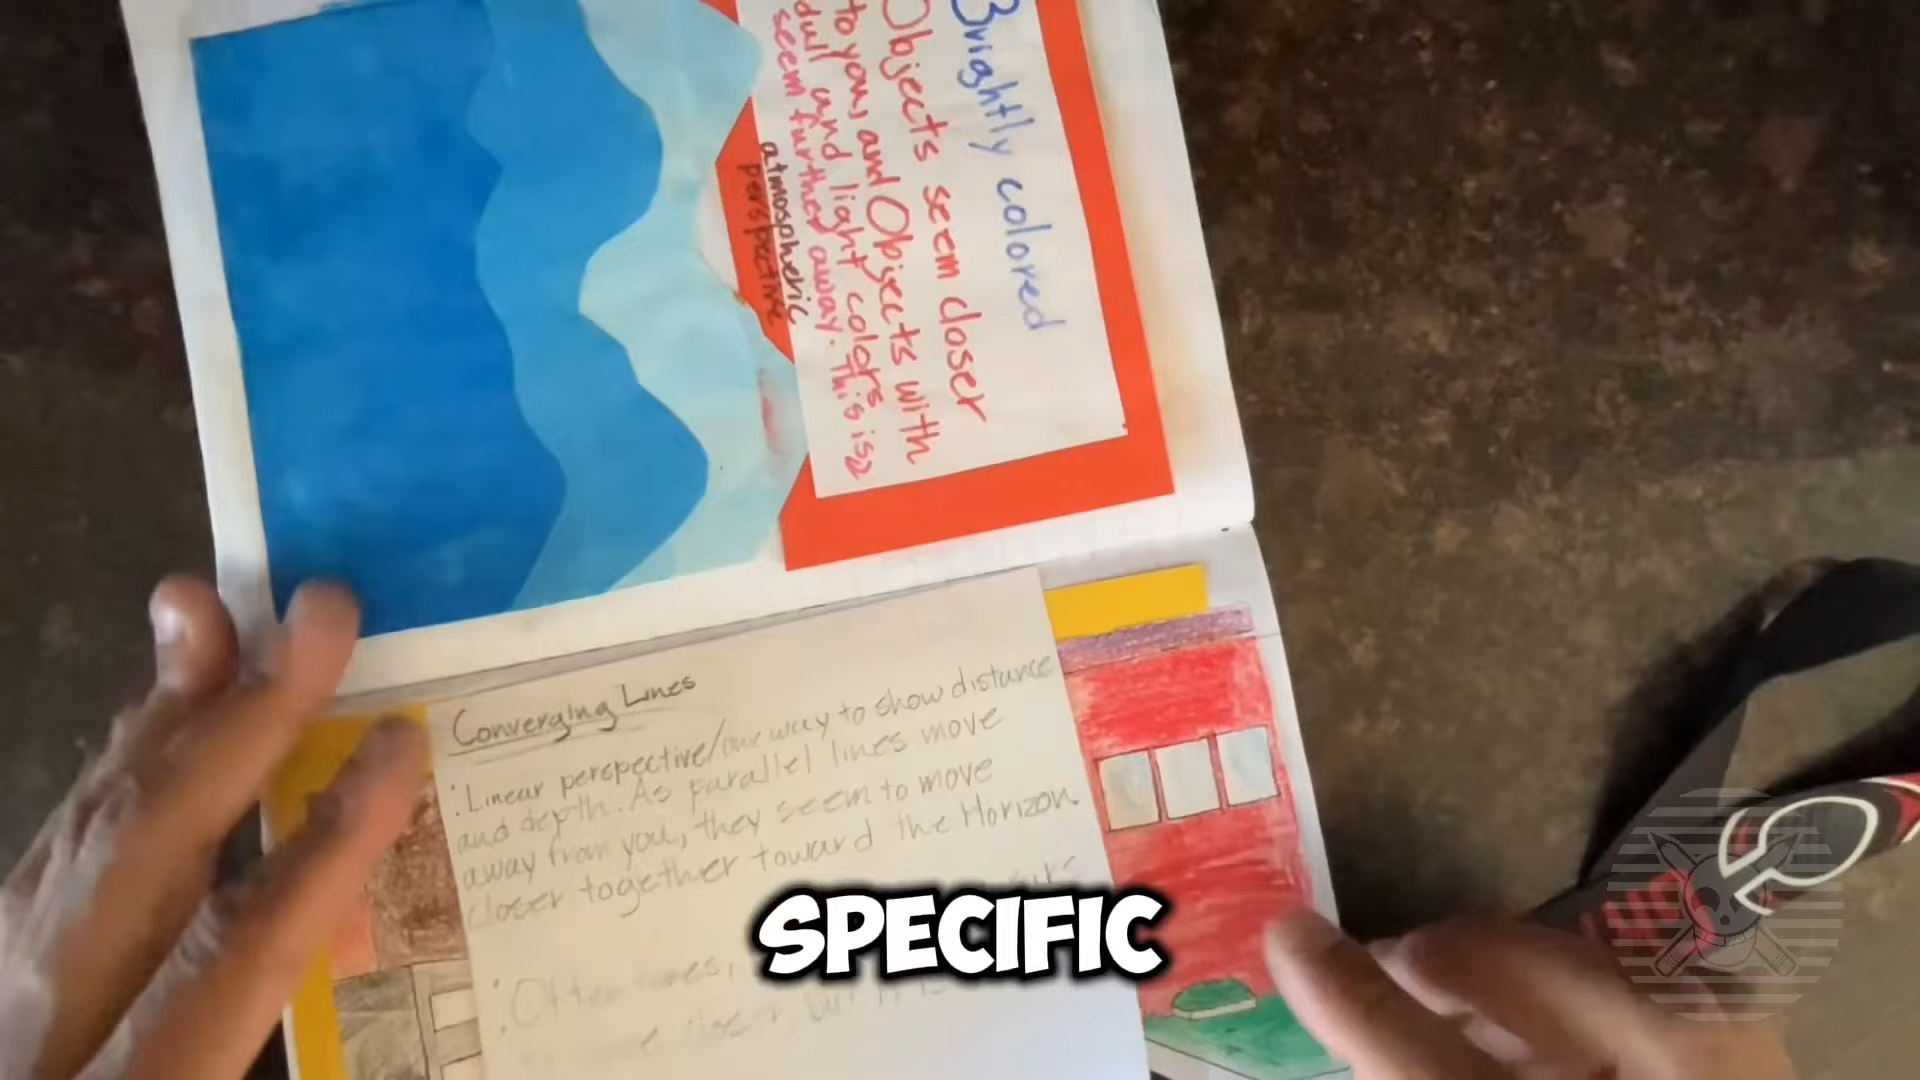 Brightly colored
Objects seem closer
to you, and Objects with
dull and light colors
seem further away. This is
atmospheric
perspective
Converging Lines
: Linear perspective/one way to show distance
and depth. As parallel lines move
away from you, they seem to move
closer together toward the Horizon.
: Often times,
SPECIFIC